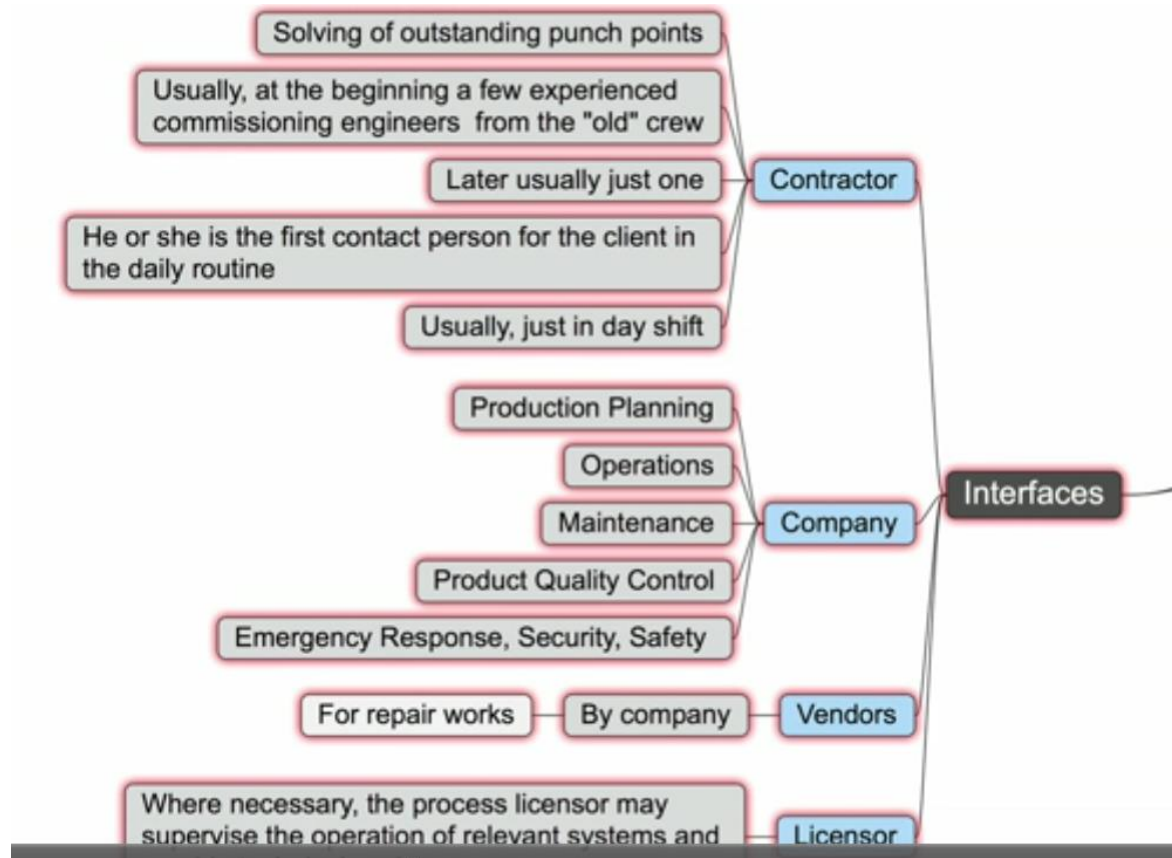 Solving of outstanding punch points
Usually, at the beginning a few experienced
commissioning engineers from the "old" crew
Later usually just one
Contractor
He or she is the first contact person for the client in
the daily routine
Usually, just in day shift
Production Planning
Operations
Interfaces
Maintenance
Company
Product Quality Control
Emergency Response, Security, Safety
For repair works
By company
Vendors
Where necessary, the process licensor may
supervise the operation of relevant systems and
Licensor